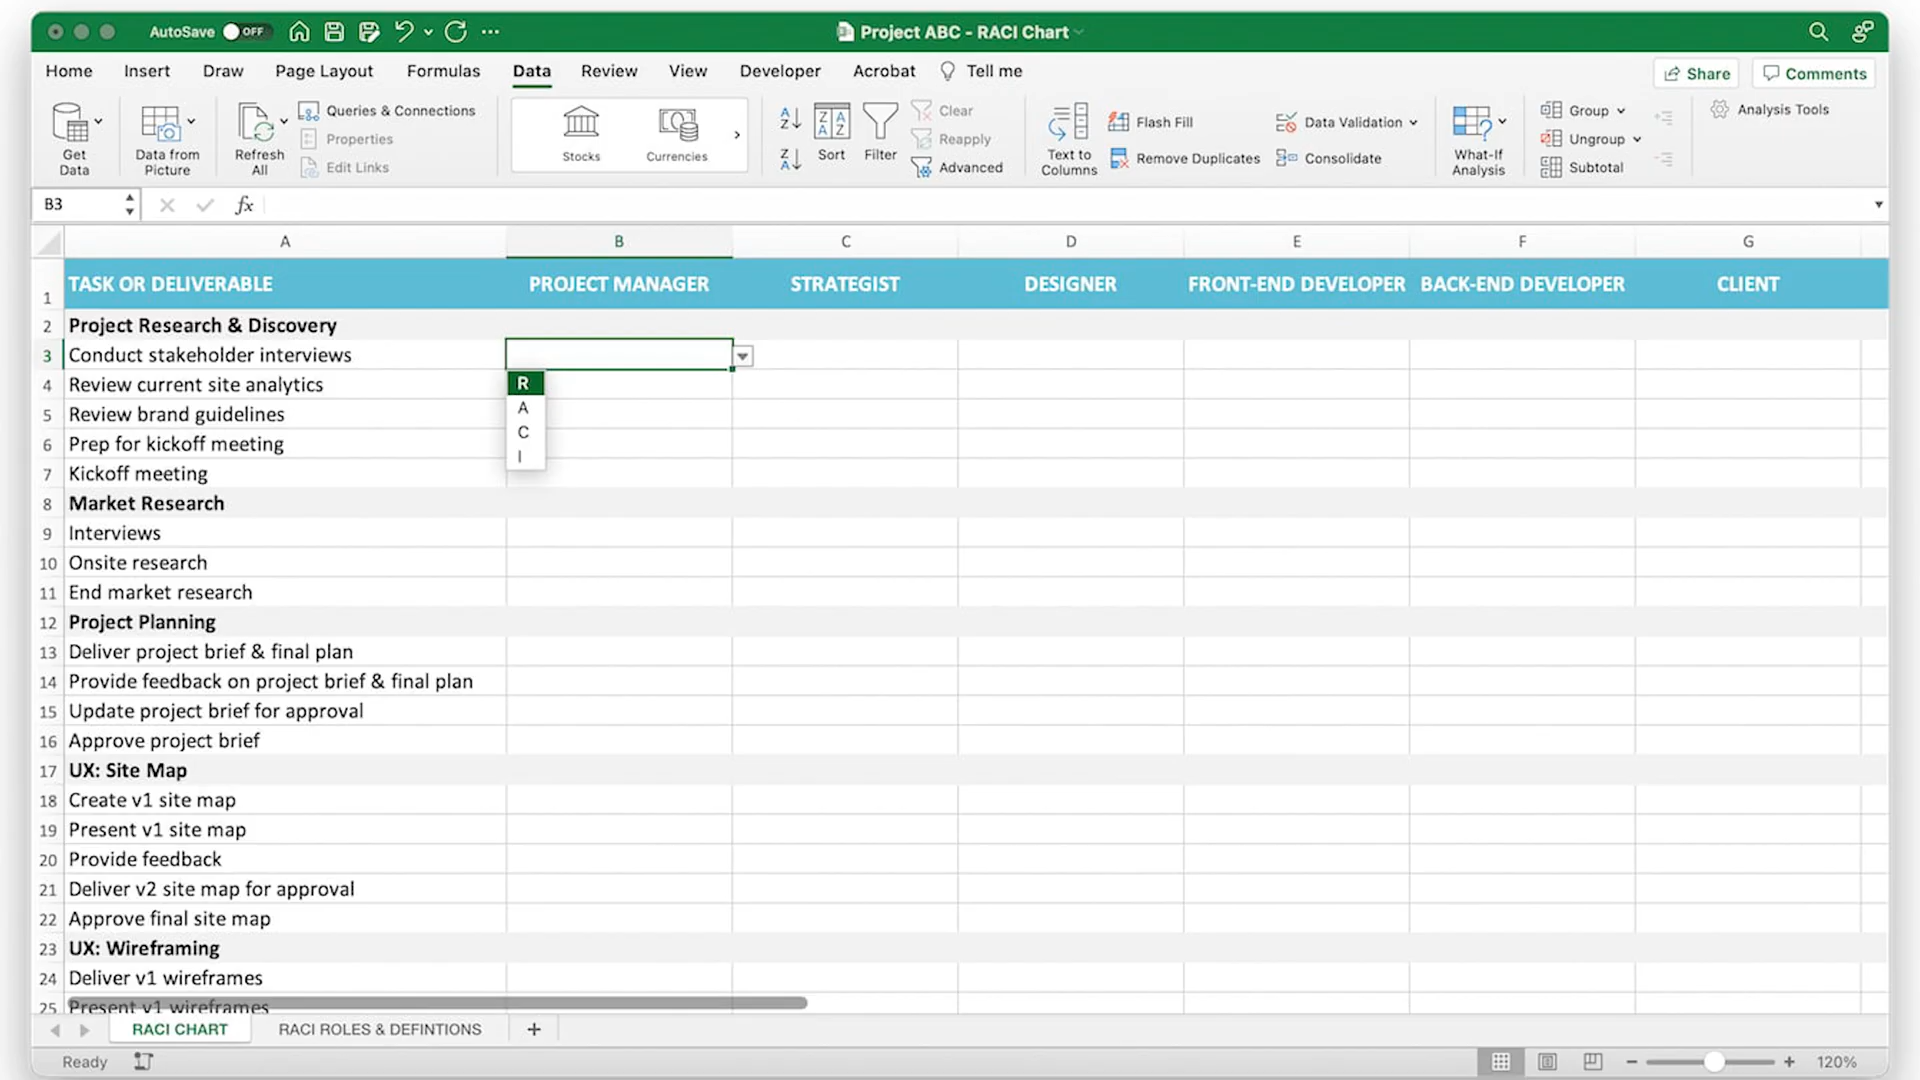 AutoSave OFF Project ABC - RACI Chart
Home Insert Draw Page Layout Formulas Data Review View Developer Acrobat Tell me Share Comments
Get Data
Data from Picture
Refresh All
Queries & Connections
Properties
Edit Links
Stocks
Currencies
Sort
Filter
Clear
Reapply
Advanced
Text to Columns
Flash Fill
Remove Duplicates
Data Validation
Consolidate
What-If Analysis
Group
Ungroup
Subtotal
Analysis Tools
B3 fx
A B C D E F G
1 TASK OR DELIVERABLE PROJECT MANAGER STRATEGIST DESIGNER FRONT-END DEVELOPER BACK-END DEVELOPER CLIENT
2 Project Research & Discovery
3 Conduct stakeholder interviews
R
A
C
I
4 Review current site analytics
5 Review brand guidelines
6 Prep for kickoff meeting
7 Kickoff meeting
8 Market Research
9 Interviews
10 Onsite research
11 End market research
12 Project Planning
13 Deliver project brief & final plan
14 Provide feedback on project brief & final plan
15 Update project brief for approval
16 Approve project brief
17 UX: Site Map
18 Create v1 site map
19 Present v1 site map
20 Provide feedback
21 Deliver v2 site map for approval
22 Approve final site map
23 UX: Wireframing
24 Deliver v1 wireframes
25 Present v1 wireframes
RACI CHART RACI ROLES & DEFINTIONS +
Ready 120%